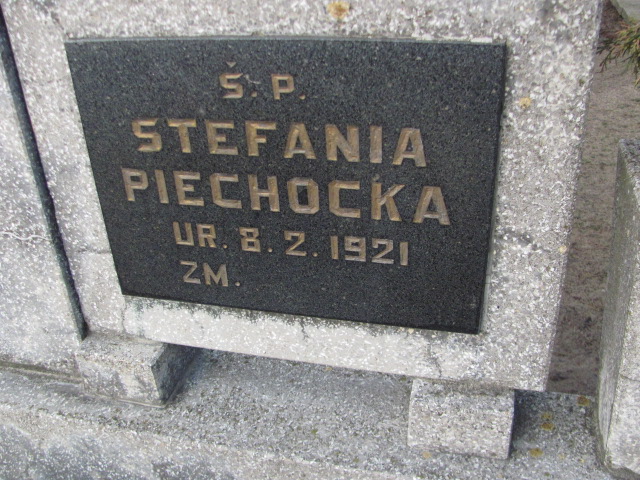 Ś. P.
STEFANIA
PIECHOCKA
UR. 8. 2. 1921
ZM.